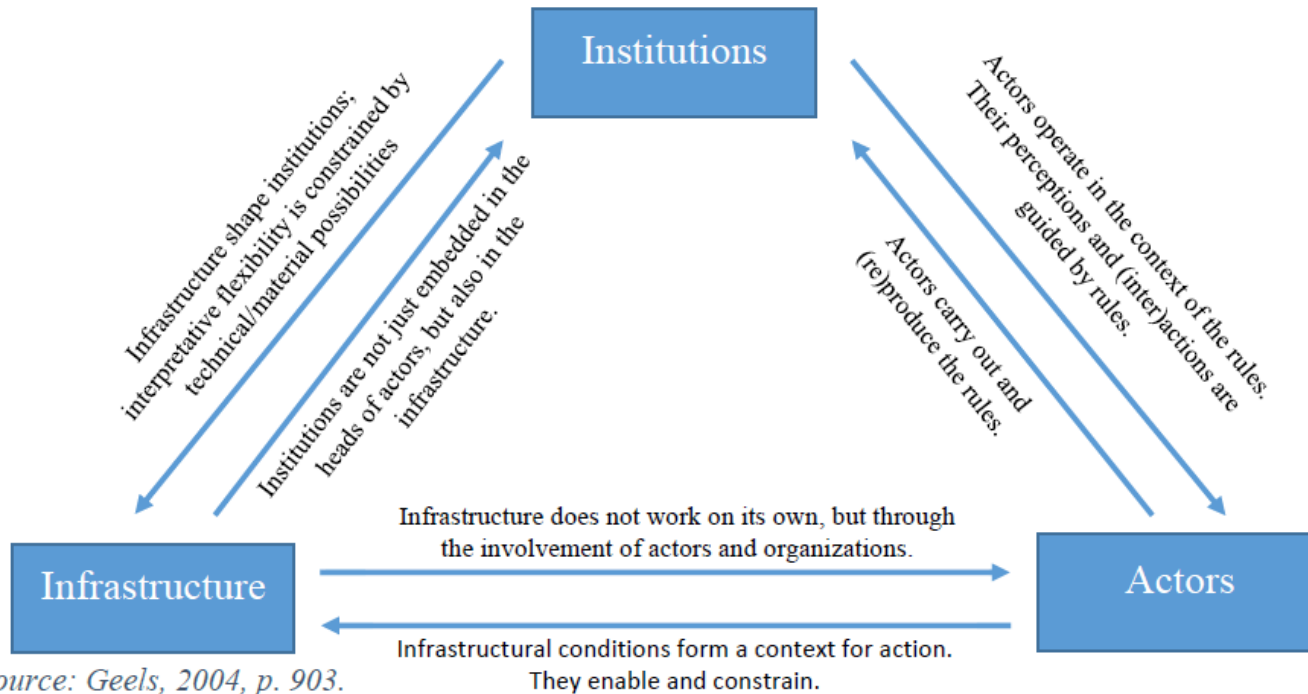 Institutions
Infrastructure shape institutions;
interpretative flexibility is constrained by
technical/material possibilities
Institutions are not just embedded in the
heads of actors, but also in the
infrastructure.
Actors operate in the context of the rules.
Their perceptions and (inter)actions are
guided by rules.
Actors carry out and
(re)produce the rules.
Infrastructure does not work on its own, but through
the involvement of actors and organizations.
Infrastructure
Actors
Infrastructural conditions form a context for action.
They enable and constrain.
ource: Geels, 2004, p. 903.